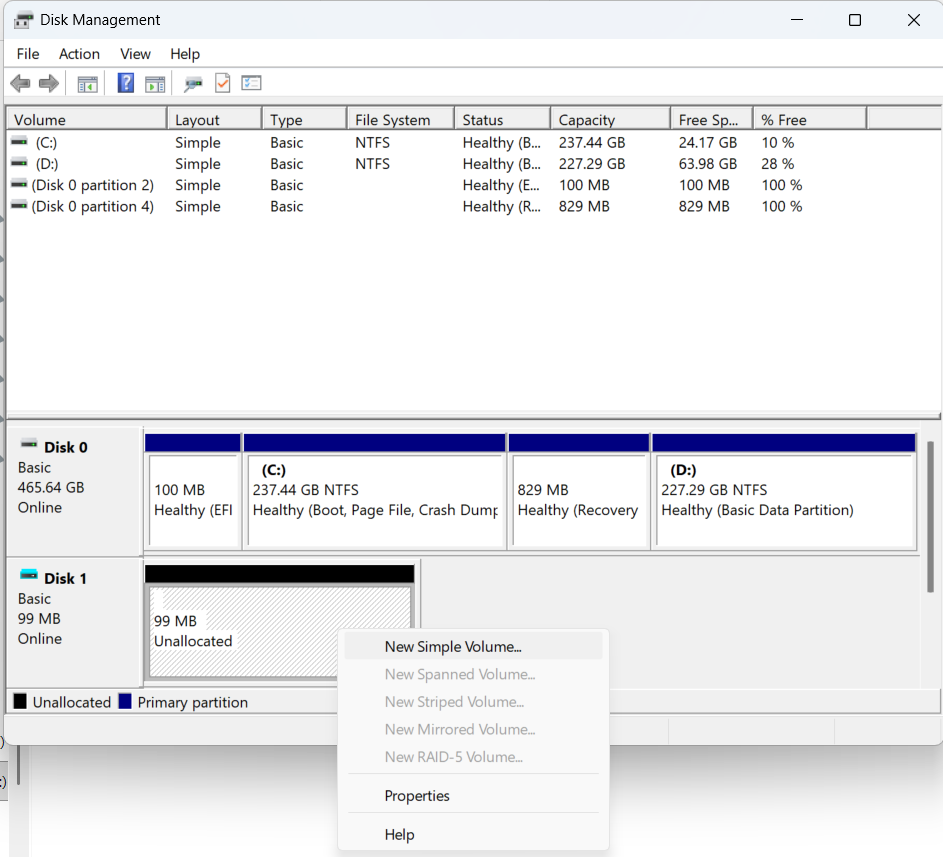 Disk Management
File Action View Help
Volume Layout Type File System Status Capacity Free Sp... % Free
(C:) Simple Basic NTFS Healthy (B... 237.44 GB 24.17 GB 10 %
(D:) Simple Basic NTFS Healthy (B... 227.29 GB 63.98 GB 28 %
(Disk 0 partition 2) Simple Basic Healthy (E... 100 MB 100 MB 100 %
(Disk 0 partition 4) Simple Basic Healthy (R... 829 MB 829 MB 100 %
Disk 0
Basic
465.64 GB
Online
100 MB
Healthy (EFI
(C:)
237.44 GB NTFS
Healthy (Boot, Page File, Crash Dump
829 MB
Healthy (Recovery
(D:)
227.29 GB NTFS
Healthy (Basic Data Partition)
Disk 1
Basic
99 MB
Online
99 MB
Unallocated
New Simple Volume...
New Spanned Volume...
New Striped Volume...
New Mirrored Volume...
New RAID-5 Volume...
Properties
Help
Unallocated Primary partition